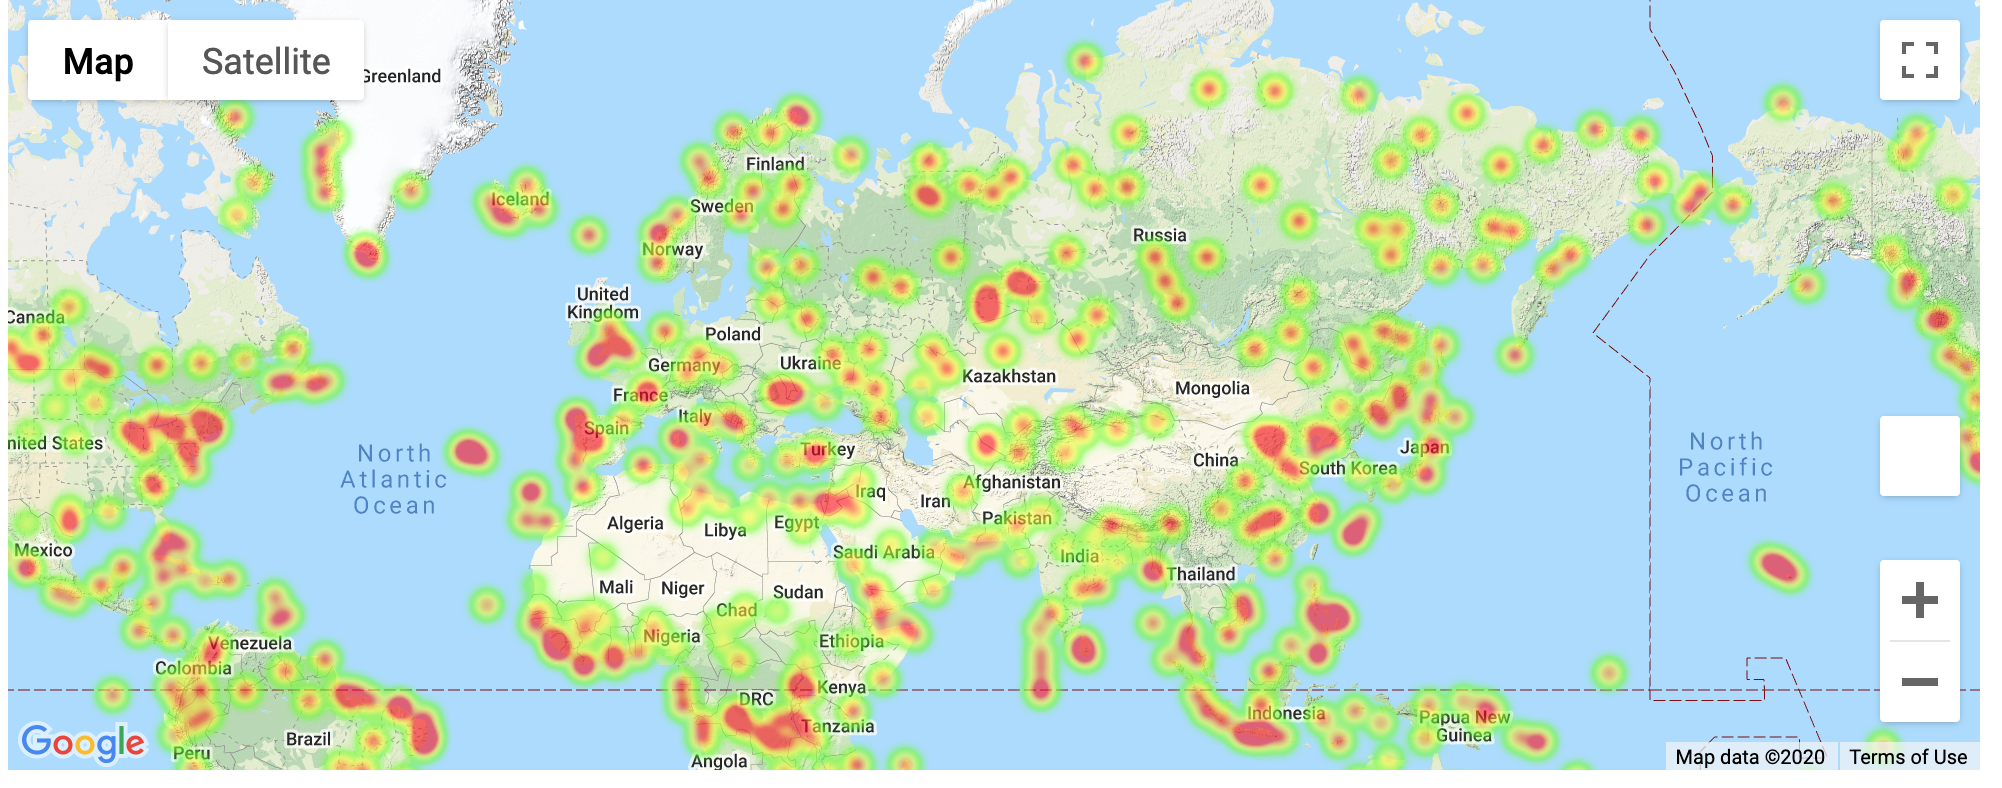 Map
Satellite
Greenland
Finland
Iceland
Sweden
Russia
Norway
United
Kingdom
Canada
Poland
Germany
Ukraine
Kazakhstan
Mongolia
France
Italy
Spain
nited States
North
Atlantic
Ocean
Turkey
Japan
China
South Korea
North
Pacific
Ocean
Afghanistan
Iraq
Iran
Algeria
Libya
Egypt
Pakistan
Mexico
Saudi Arabia
India
Thailand
Mali
Niger
Sudan
Chad
Nigeria
Ethiopia
Venezuela
Colombia
Kenya
DRC
Indonesia
Papua New
Guinea
Tanzania
Brazil
Peru
Angola
Google
Map data ©2020
Terms of Use